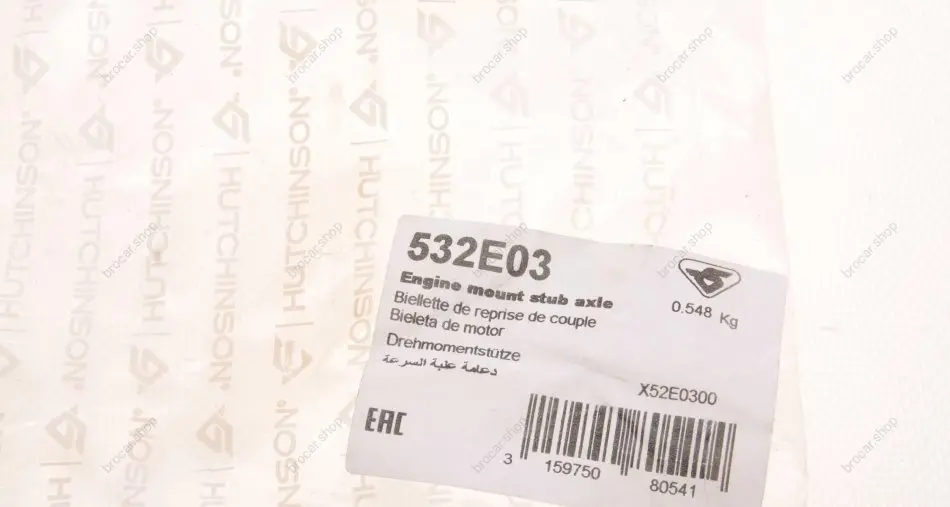 HUTCHINSON
532E03
Engine mount stub axle
Biellette de reprise de couple
Bieleta de motor
Drehmomentstütze
دعامة علبة السرعة
0.548 Kg
X52E0300
EAC
3 159750 80541
brocar.shop